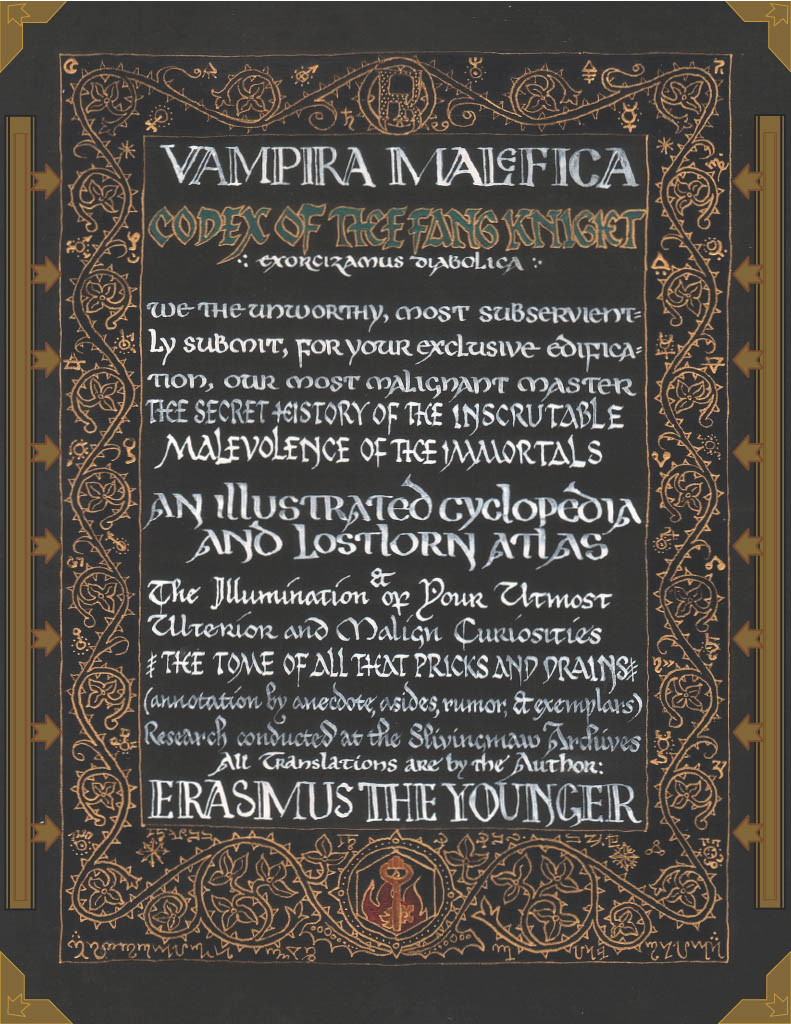 VAMPIRA MALEFICA
CODEX OF THE FANG KNIGHT
·: EXORCIZAMUS DIABOLICA :·
WE THE UNWORTHY, MOST SUBSERVIENT=
LY SUBMIT, FOR YOUR EXCLUSIVE EDIFICA=
TION, OUR MOST MALIGNANT MASTER
THE SECRET HISTORY OF THE INSCRUTABLE
MALEVOLENCE OF THE IMMORTALS
AN ILLUSTRATED CYCLOPEDIA
AND LOSTLORN ATLAS
The Illumination & of Your Utmost
Ulterior and Malign Curiosities
THE TOME OF ALL THAT PRICKS AND DRAINS
(annotation by anecdote, asides, rumor, & exemplars)
Research conducted at the Slivingmaw Archives
All Translations are by the Author:
ERASMUS THE YOUNGER